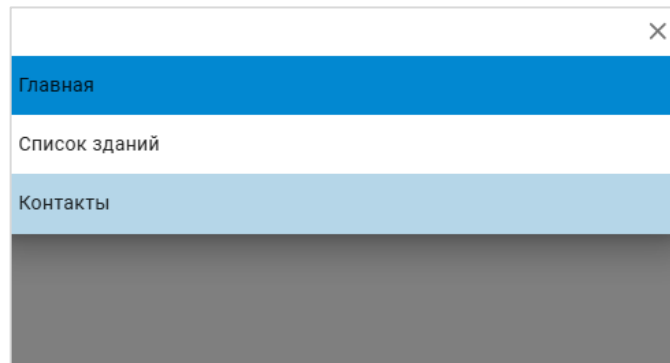 Главная
Список зданий
Контакты